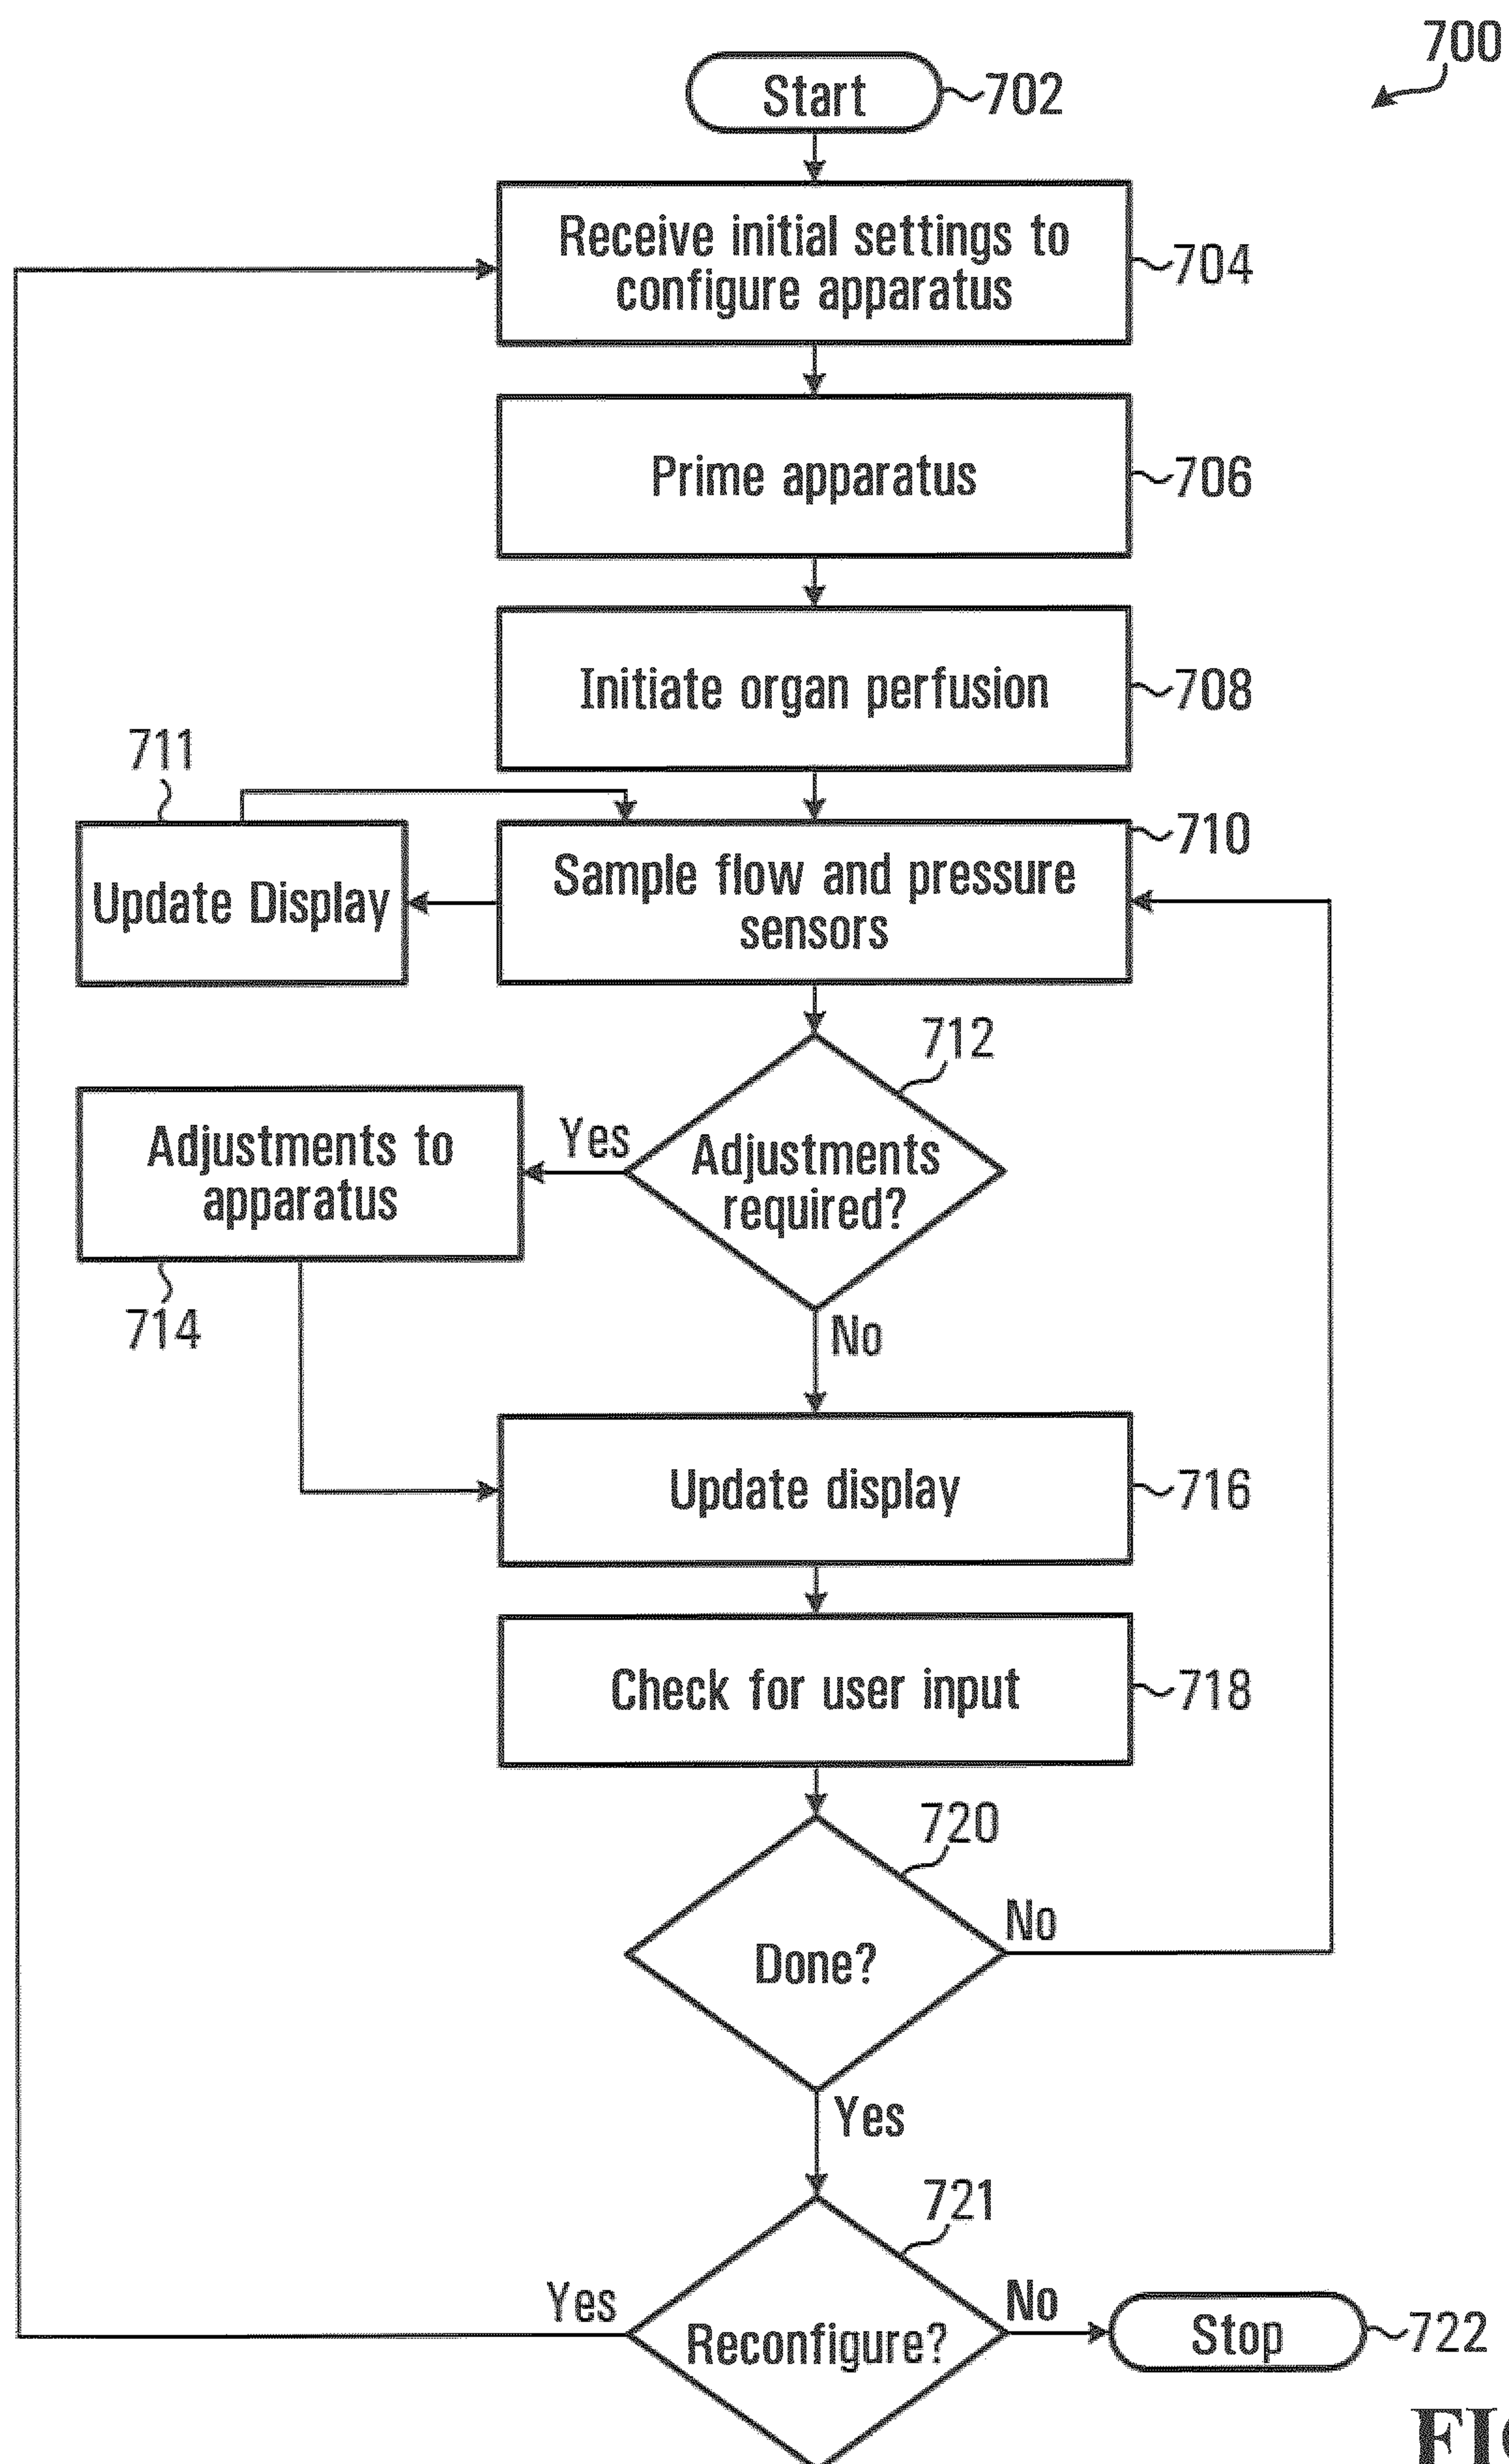 700
Start
702
Receive initial settings to
configure apparatus
704
Prime apparatus
706
Initiate organ perfusion
708
711
Update Display
Sample flow and pressure
sensors
710
712
Adjustments to
apparatus
Yes
Adjustments
required?
714
No
Update display
716
Check for user input
718
720
Done?
No
Yes
721
Yes
Reconfigure?
No
Stop
722